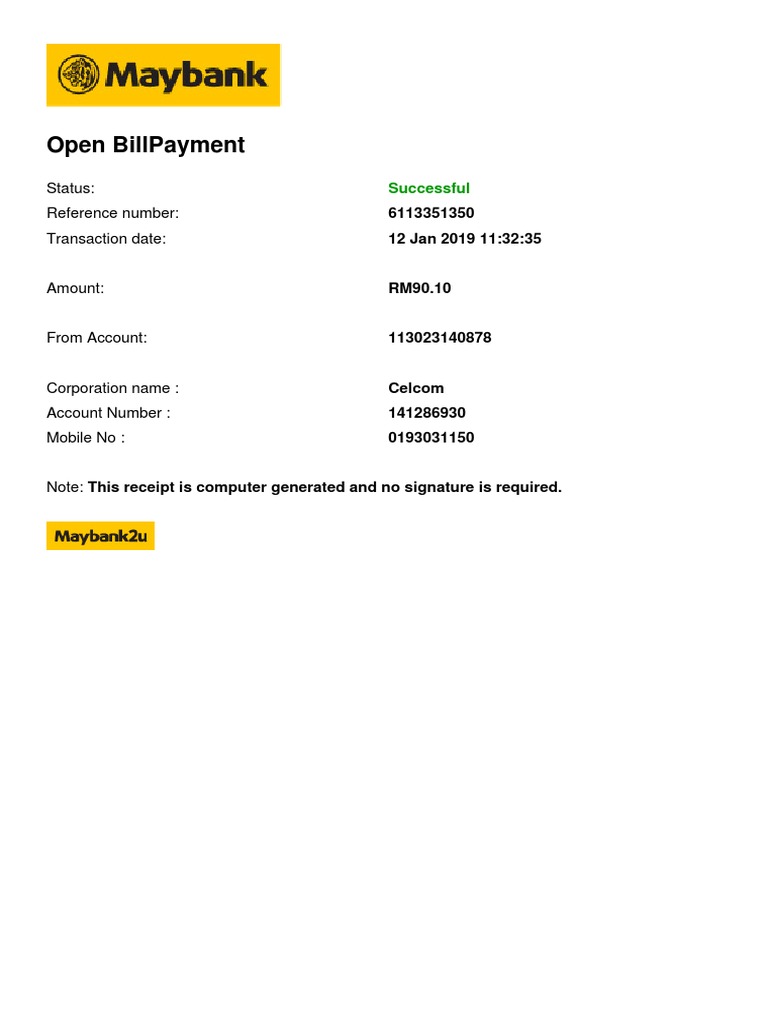 Maybank
Open BillPayment
Status: Successful
Reference number: 6113351350
Transaction date: 12 Jan 2019 11:32:35
Amount: RM90.10
From Account: 113023140878
Corporation name : Celcom
Account Number : 141286930
Mobile No : 0193031150
Note: This receipt is computer generated and no signature is required.
Maybank2u